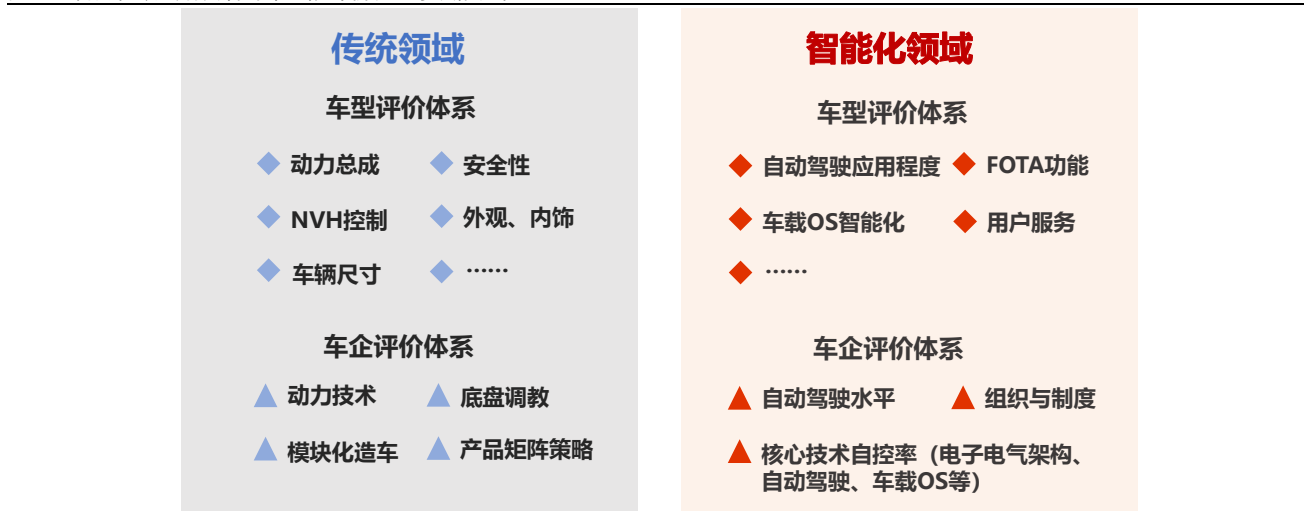 传统领域
车型评价体系
动力总成
安全性
NVH控制
外观、内饰
车辆尺寸
……
车企评价体系
动力技术
底盘调教
模块化造车
产品矩阵策略
智能化领域
车型评价体系
自动驾驶应用程度
FOTA功能
车载OS智能化
用户服务
……
车企评价体系
自动驾驶水平
组织与制度
核心技术自控率（电子电气架构、
自动驾驶、车载OS等）